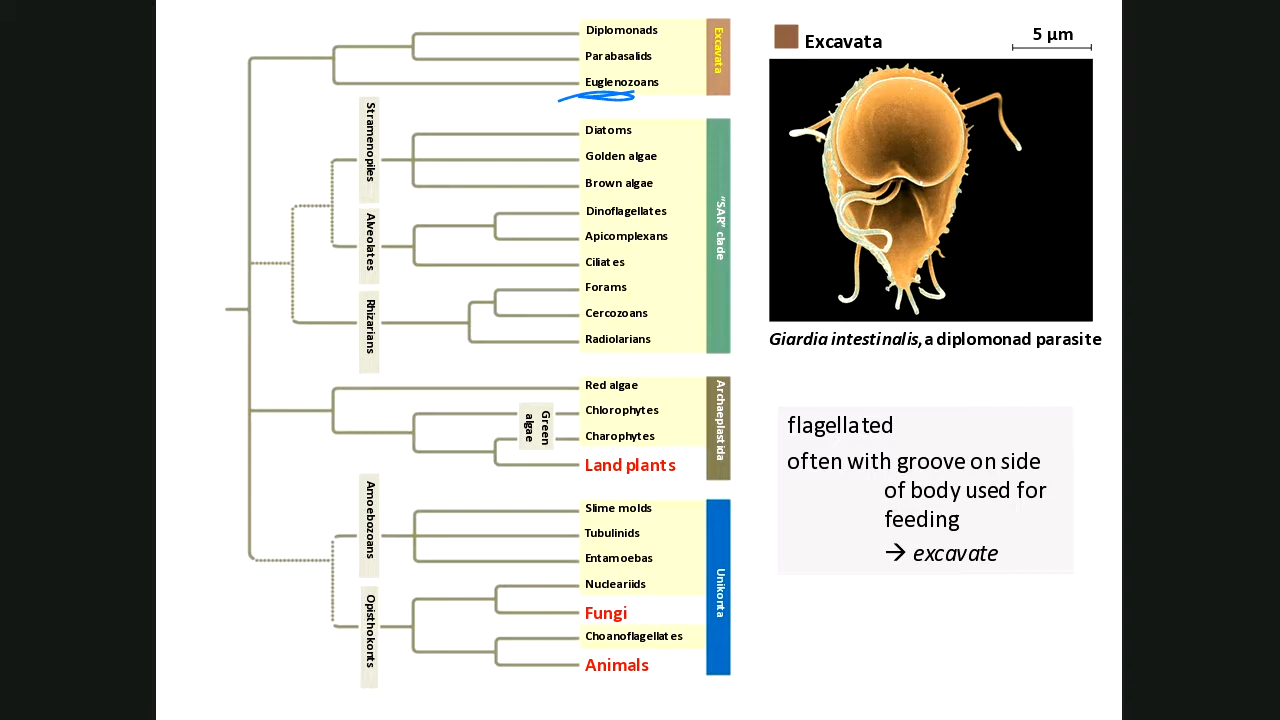 Diplomonads
Parabasalids
Euglenozoans
Excavata
Stramenopiles
Diatoms
Golden algae
Brown algae
Alveolates
Dinoflagellates
Apicomplexans
Ciliates
Rhizarians
Forams
Cercozoans
Radiolarians
"SAR" clade
Red algae
Green
algae
Chlorophytes
Charophytes
Land plants
Archaeplastida
Amoebozoans
Slime molds
Tubulinids
Entamoebas
Opisthokonts
Nucleariids
Fungi
Choanoflagellates
Animals
Unikonta
Excavata
5 μm
Giardia intestinalis, a diplomonad parasite
flagellated
often with groove on side
of body used for
feeding
→ excavate